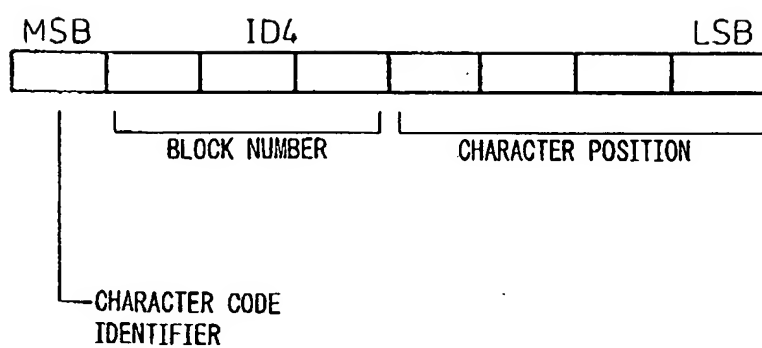 MSB ID4 LSB
BLOCK NUMBER CHARACTER POSITION
CHARACTER CODE
IDENTIFIER